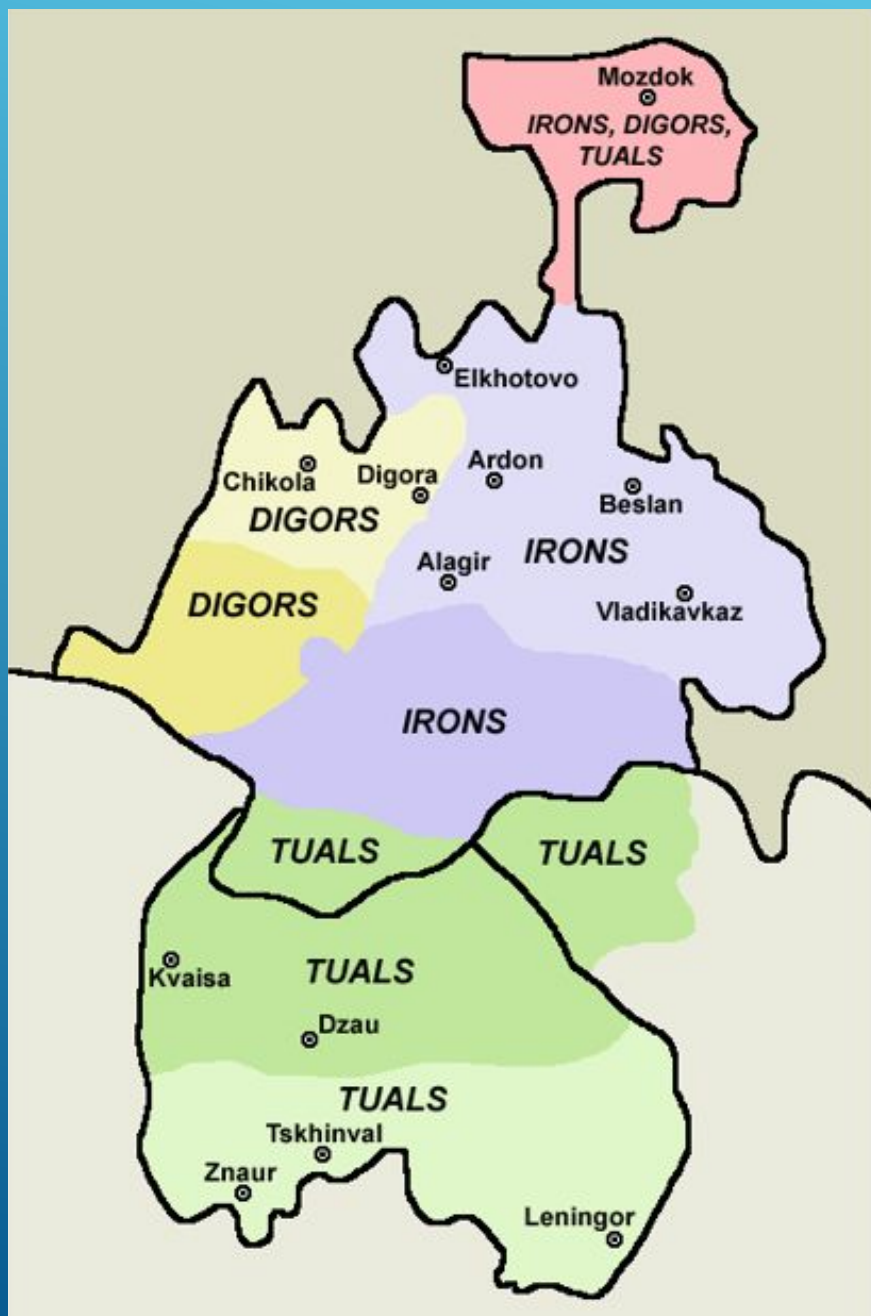 Mozdok
IRONS, DIGORS,
TUALS
Elkhotovo
Chikola
Digora
Ardon
Beslan
DIGORS
IRONS
Alagir
DIGORS
Vladikavkaz
IRONS
TUALS
TUALS
Kvaisa
TUALS
Dzau
TUALS
Tskhinval
Znaur
Leningor